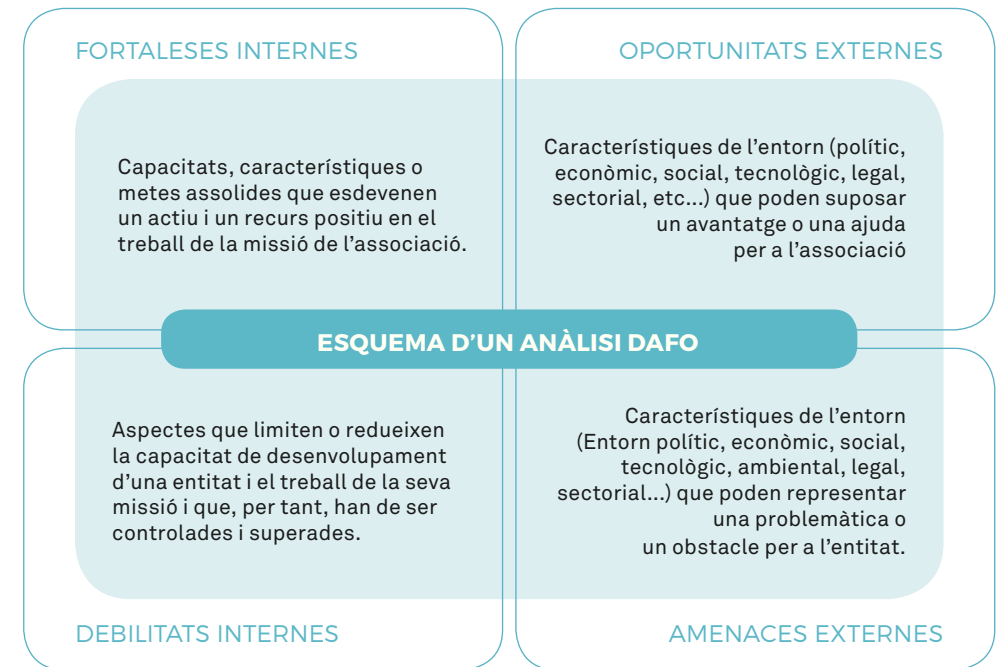 FORTALESES INTERNES
Capacitats, característiques o
metes assolides que esdevenen
un actiu i un recurs positiu en el
treball de la missió de l’associació.
OPORTUNITATS EXTERNES
Característiques de l’entorn (polític,
econòmic, social, tecnològic, legal,
sectorial, etc...) que poden suposar
un avantatge o una ajuda
per a l’associació
ESQUEMA D’UN ANÀLISI DAFO
Aspectes que limiten o redueixen
la capacitat de desenvolupament
d’una entitat i el treball de la seva
missió i que, per tant, han de ser
controlades i superades.
DEBILITATS INTERNES
Característiques de l’entorn
(Entorn polític, econòmic, social,
tecnològic, ambiental, legal,
sectorial...) que poden representar
una problemàtica o
un obstacle per a l’entitat.
AMENACES EXTERNES